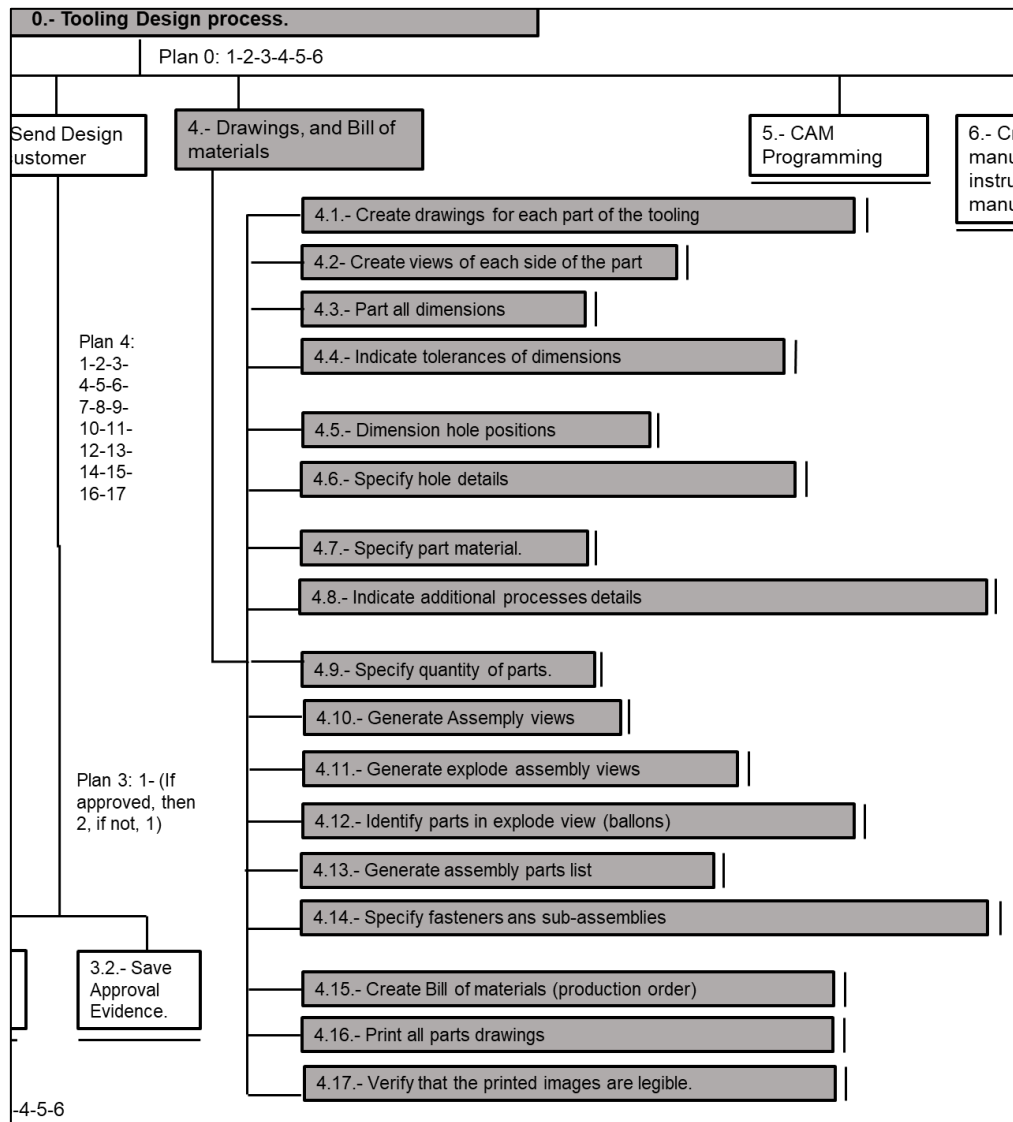 0.- Tooling Design process.
Plan 0: 1-2-3-4-5-6
Send Design
ustomer
4.- Drawings, and Bill of
materials
5.- CAM
Programming
6.- C
manu
instru
manu
4.1.- Create drawings for each part of the tooling
4.2- Create views of each side of the part
4.3.- Part all dimensions
4.4.- Indicate tolerances of dimensions
Plan 4:
1-2-3-
4-5-6-
7-8-9-
10-11-
12-13-
14-15-
16-17
4.5.- Dimension hole positions
4.6.- Specify hole details
4.7.- Specify part material.
4.8.- Indicate additional processes details
4.9.- Specify quantity of parts.
4.10.- Generate Assemply views
4.11.- Generate explode assembly views
4.12.- Identify parts in explode view (ballons)
4.13.- Generate assembly parts list
4.14.- Specify fasteners ans sub-assemblies
Plan 3: 1- (If
approved, then
2, if not, 1)
3.2.- Save
Approval
Evidence.
4.15.- Create Bill of materials (production order)
4.16.- Print all parts drawings
4.17.- Verify that the printed images are legible.
-4-5-6